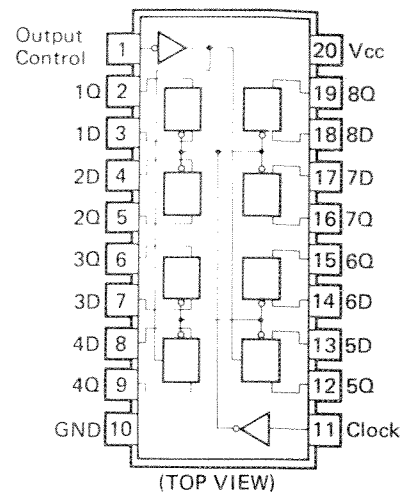 Output
Control 1 20 Vcc
1Q 2 19 8Q
1D 3 18 8D
2D 4 17 7D
2Q 5 16 7Q
3Q 6 15 6Q
3D 7 14 6D
4D 8 13 5D
4Q 9 12 5Q
GND 10 11 Clock
(TOP VIEW)